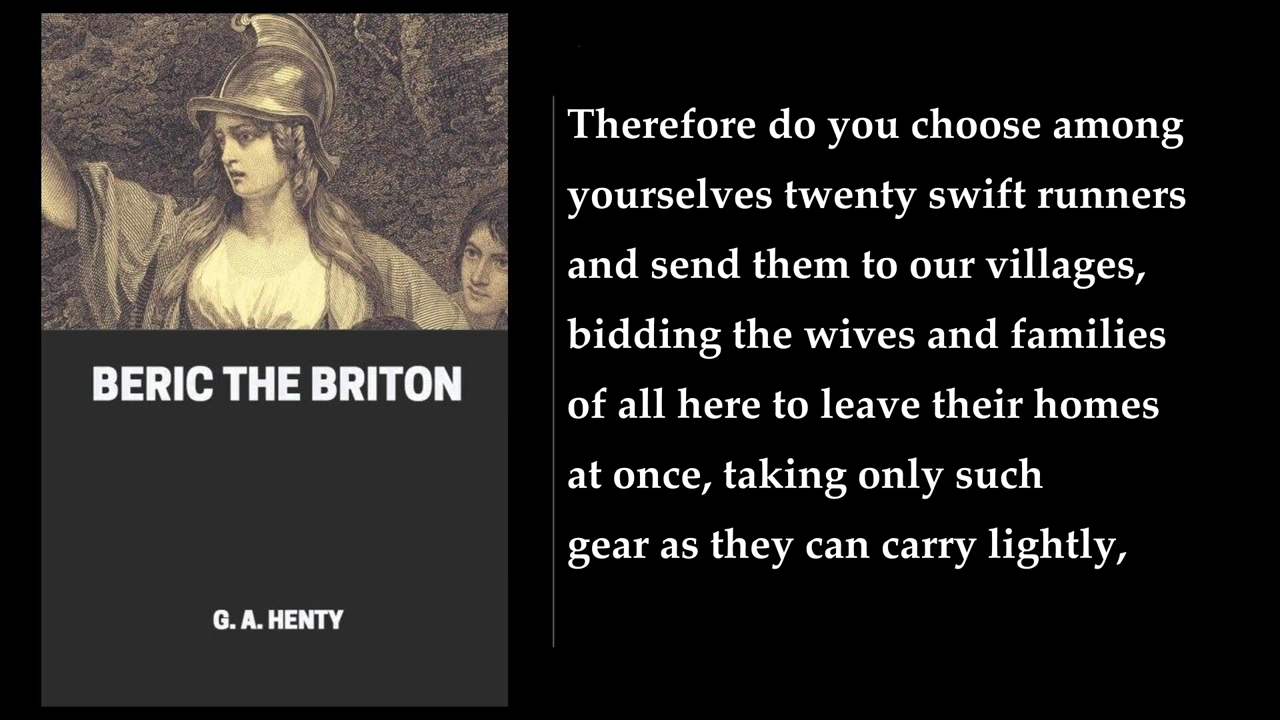 BERIC THE BRITON
G. A. HENTY
Therefore do you choose among
yourselves twenty swift runners
and send them to our villages,
bidding the wives and families
of all here to leave their homes
at once, taking only such
gear as they can carry lightly,